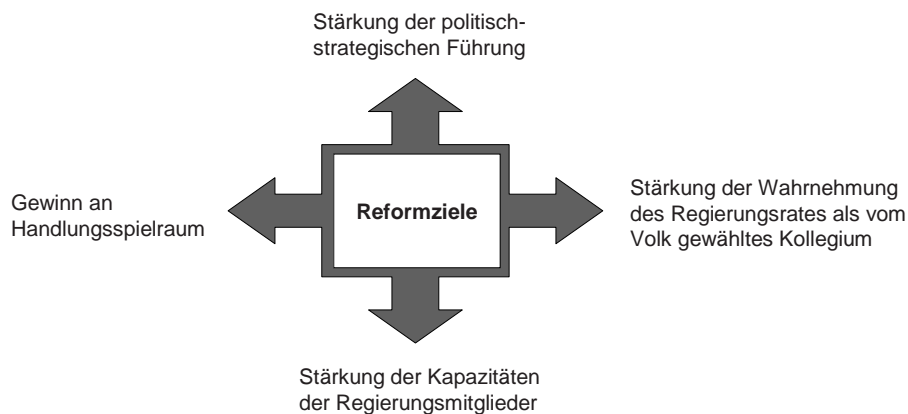 Stärkung der politisch-
strategischen Führung
Gewinn an
Handlungsspielraum
Reformziele
Stärkung der Wahrnehmung
des Regierungsrates als vom
Volk gewähltes Kollegium
Stärkung der Kapazitäten
der Regierungsmitglieder